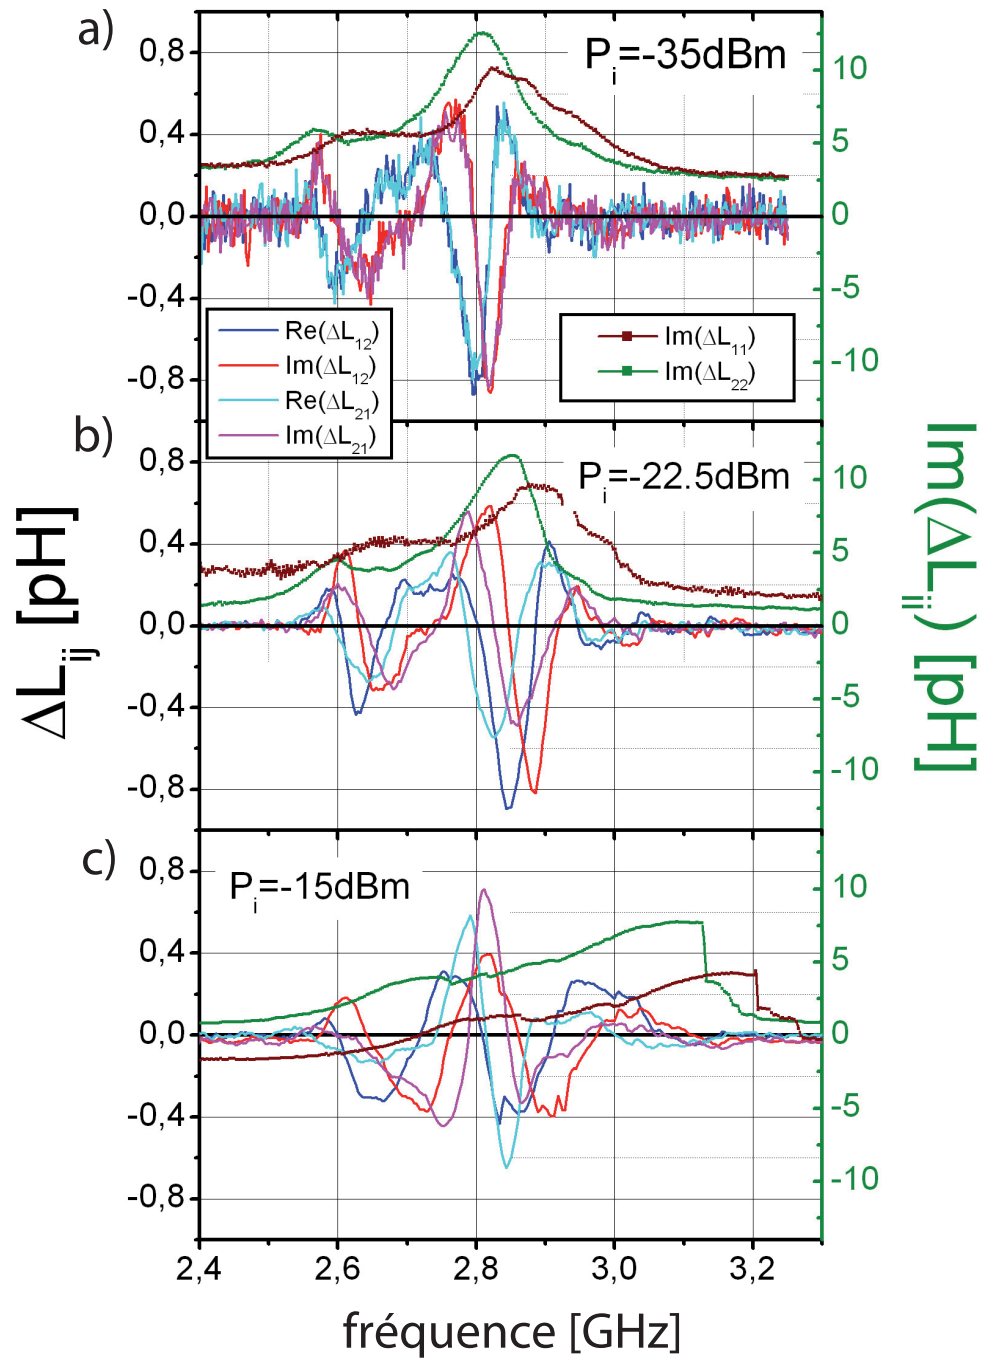 a)
P_i=-35dBm
0,8
0,4
0,0
-0,4
-0,8
10
5
0
-5
-10
Re(ΔL_12)
Im(ΔL_12)
Re(ΔL_21)
Im(ΔL_21)
Im(ΔL_11)
Im(ΔL_22)
b)
P_i=-22.5dBm
0,8
0,4
0,0
-0,4
-0,8
10
5
0
-5
-10
ΔL_ij [pH]
Im(ΔL_ii) [pH]
c)
P_i=-15dBm
0,8
0,4
0,0
-0,4
-0,8
10
5
0
-5
-10
2,4 2,6 2,8 3,0 3,2
fréquence [GHz]